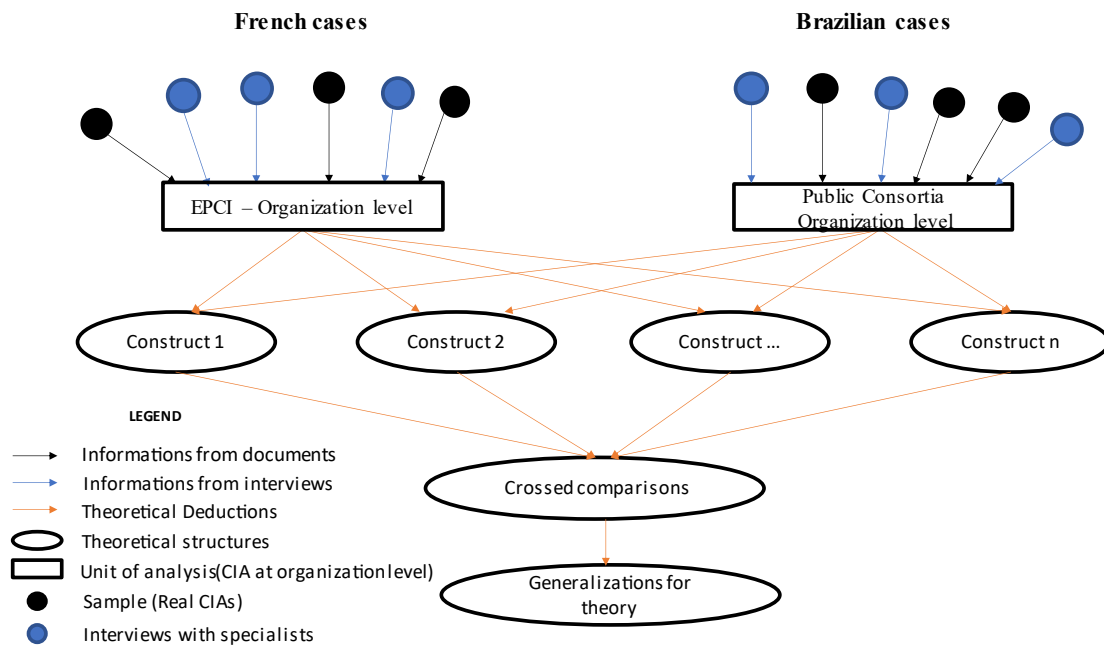 French cases
Brazilian cases
EPCI – Organization level
Public Consortia
Organization level
Construct 1
Construct 2
Construct ...
Construct n
LEGEND
Informations from documents
Informations from interviews
Theoretical Deductions
Theoretical structures
Unit of analysis(CIA at organization level)
Sample (Real CIAs)
Interviews with specialists
Crossed comparisons
Generalizations for
theory